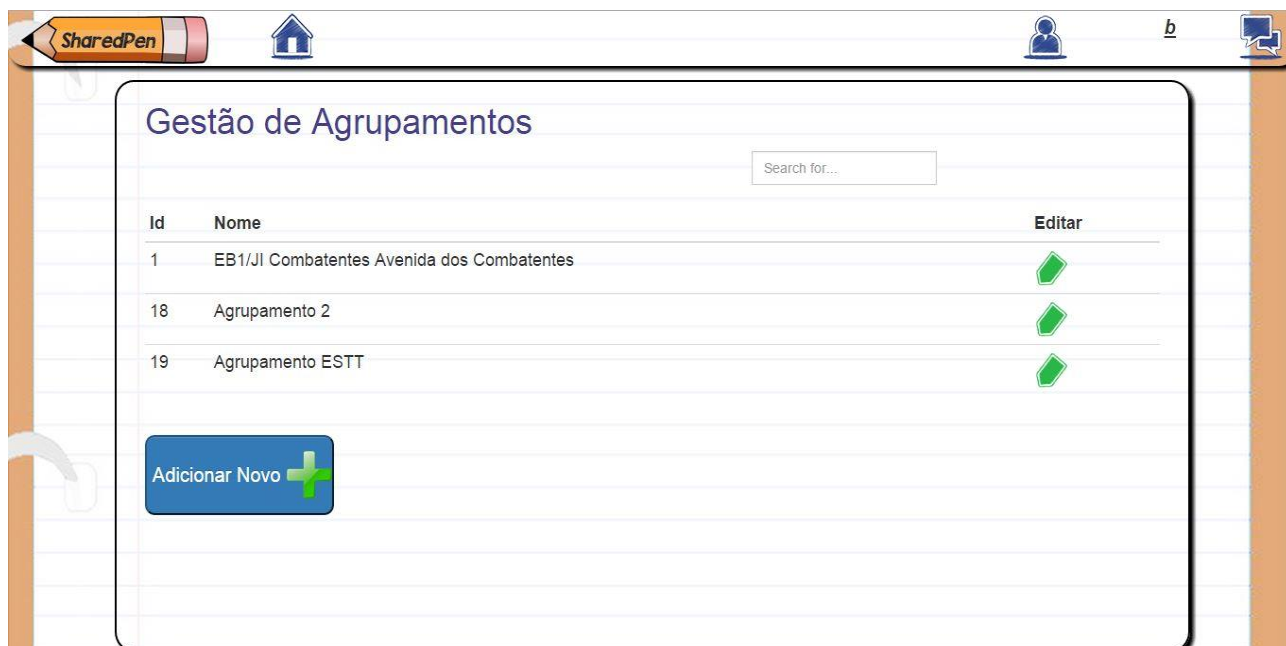 SharedPen
b
Gestão de Agrupamentos
Search for...
Id Nome Editar
1 EB1/JI Combatentes Avenida dos Combatentes
18 Agrupamento 2
19 Agrupamento ESTT
Adicionar Novo